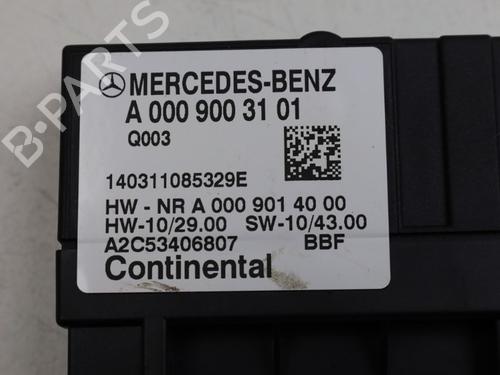 B-PARTS
MERCEDES-BENZ
A 000 900 31 01
Q003
140311085329E
HW - NR A 000 901 40 00
HW-10/29.00 SW-10/43.00
A2C53406807 BBF
Continental